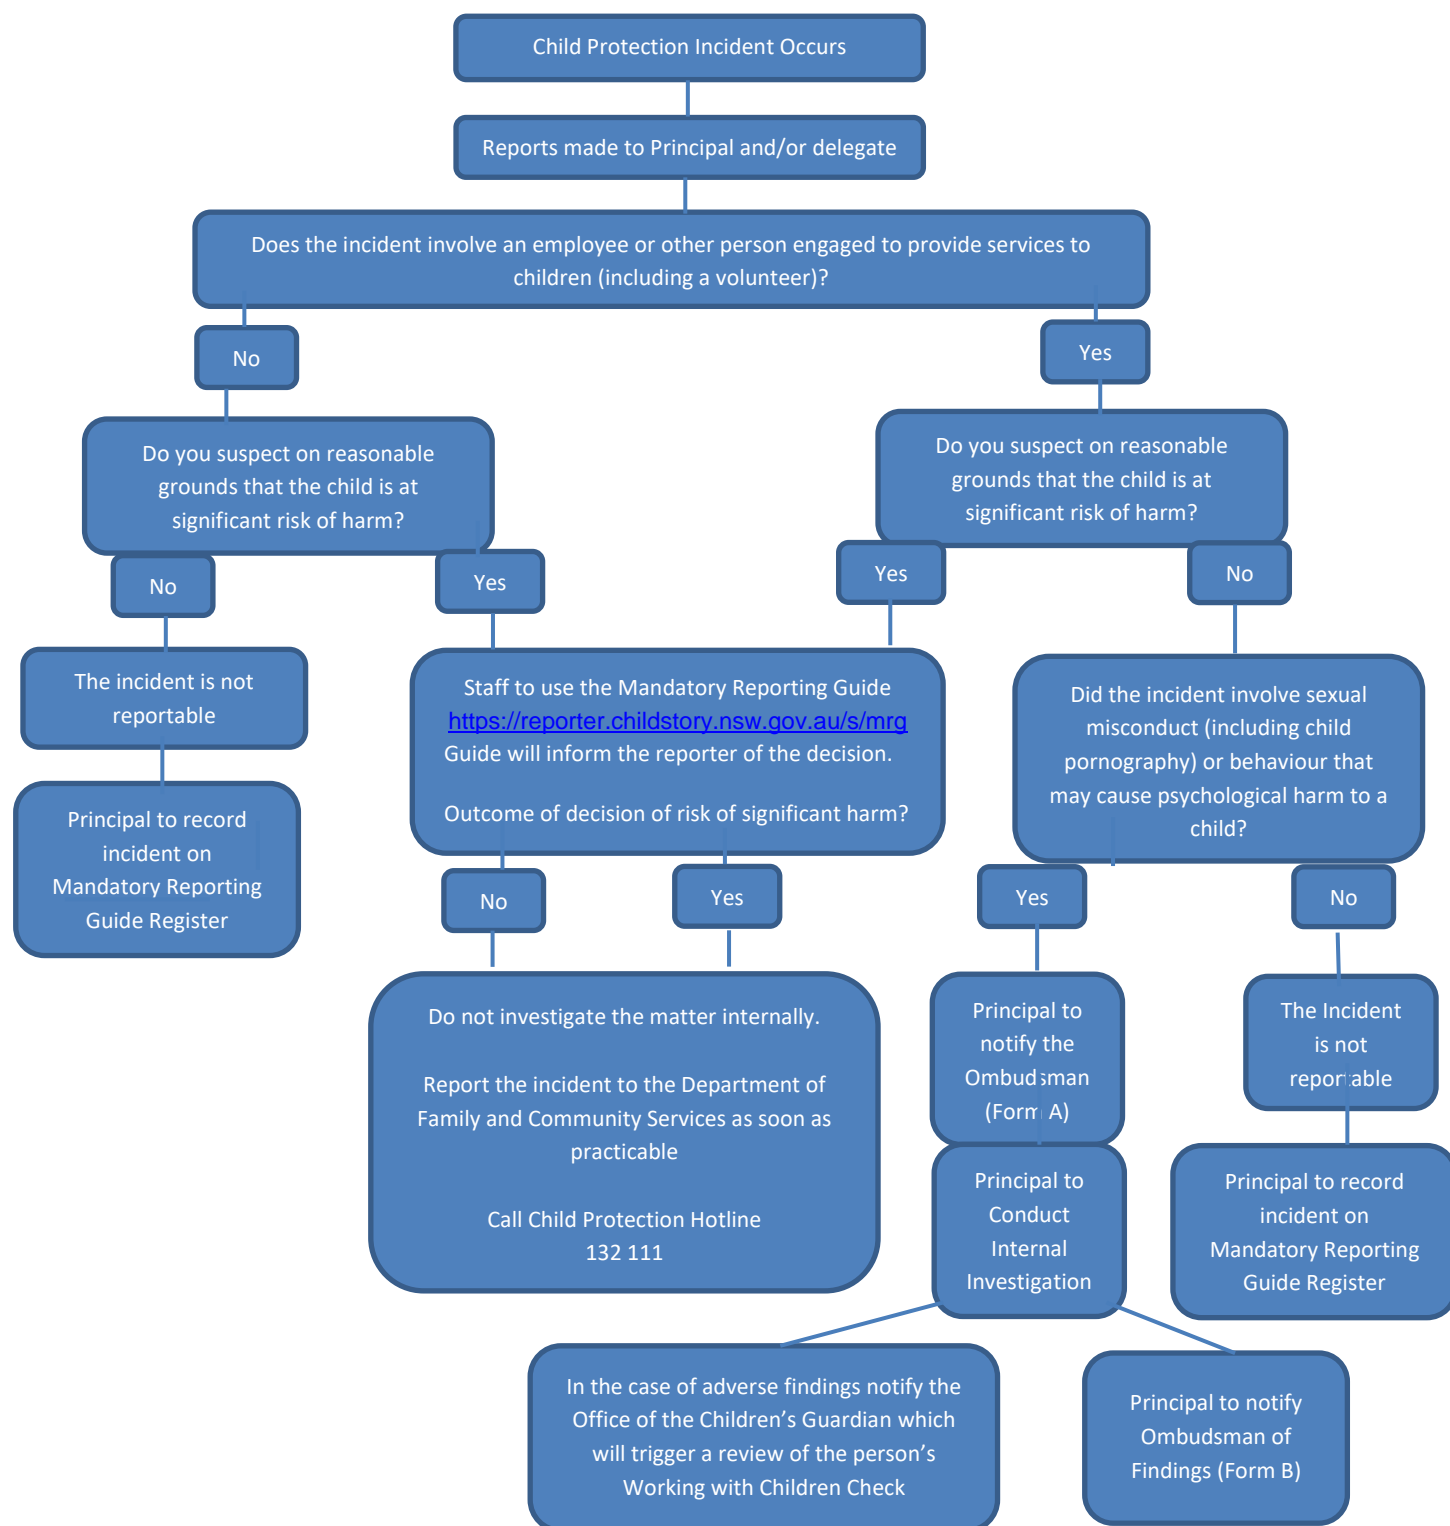 Child Protection Incident Occurs
Reports made to Principal and/or delegate
Does the incident involve an employee or other person engaged to provide services to
children (including a volunteer)?
No
Yes
Do you suspect on reasonable
grounds that the child is at
significant risk of harm?
Do you suspect on reasonable
grounds that the child is at
significant risk of harm?
No
Yes
Yes
No
The incident is not
reportable
Principal to record
incident on
Mandatory Reporting
Guide Register
Staff to use the Mandatory Reporting Guide
https://reporter.childstory.nsw.gov.au/s/mrg
Guide will inform the reporter of the decision.
Outcome of decision of risk of significant harm?
Did the incident involve sexual
misconduct (including child
pornography) or behaviour that
may cause psychological harm to a
child?
No
Yes
Yes
No
Do not investigate the matter internally.
Report the incident to the Department of
Family and Community Services as soon as
practicable
Call Child Protection Hotline
132 111
Principal to
notify the
Ombudsman
(Form A)
The Incident
is not
reportable
Principal to
Conduct
Internal
Investigation
Principal to record
incident on
Mandatory Reporting
Guide Register
In the case of adverse findings notify the
Office of the Children’s Guardian which
will trigger a review of the person’s
Working with Children Check
Principal to notify
Ombudsman of
Findings (Form B)